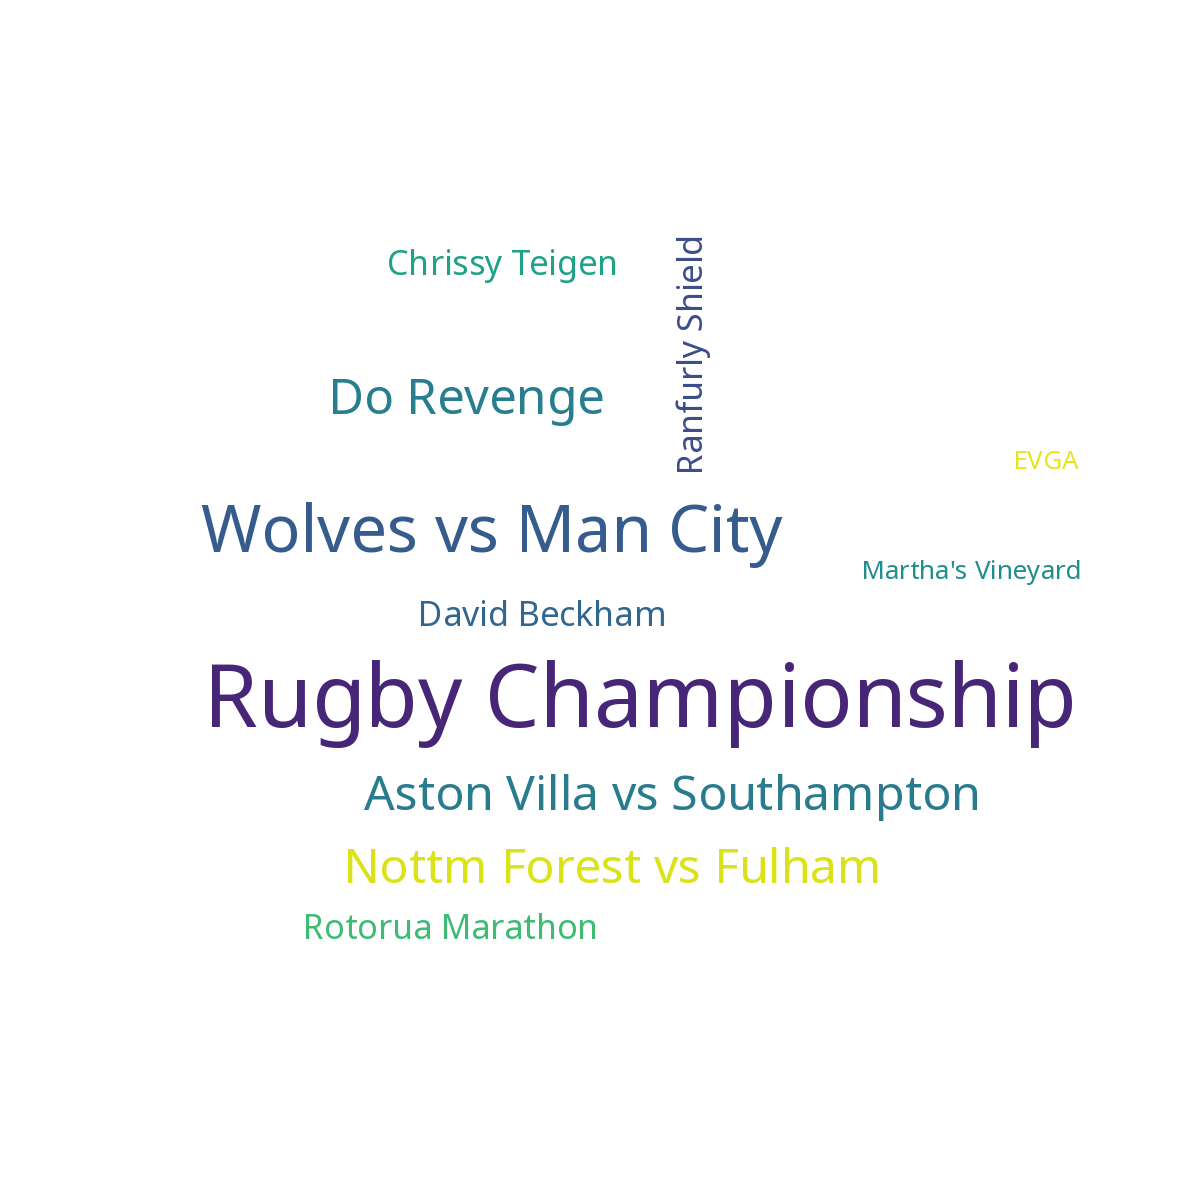 Chrissy Teigen
Ranfurly Shield
Do Revenge
EVGA
Wolves vs Man City
Martha's Vineyard
David Beckham
Rugby Championship
Aston Villa vs Southampton
Nottm Forest vs Fulham
Rotorua Marathon